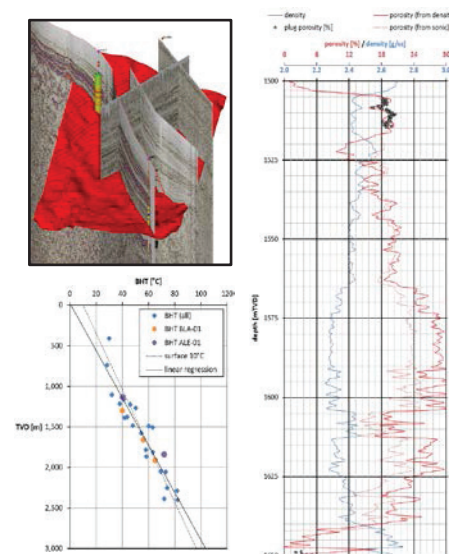 density
porosity (from densit
plug porosity [%]
porosity (from sonic)
porosity [%] / density [g/cc]
0 6 12 18 24 30
2.0 2.2 2.4 2.6 2.8 3.0
1500
1525
1550
1575
1600
1625
depth [mTVD]
BHT [°C]
0 20 40 60 80 100 120
0
500
1,000
1,500
2,000
2,500
3,000
TVD [m]
BHT (all)
BHT BLA-01
BHT ALE-01
surface 10°C
linear regression